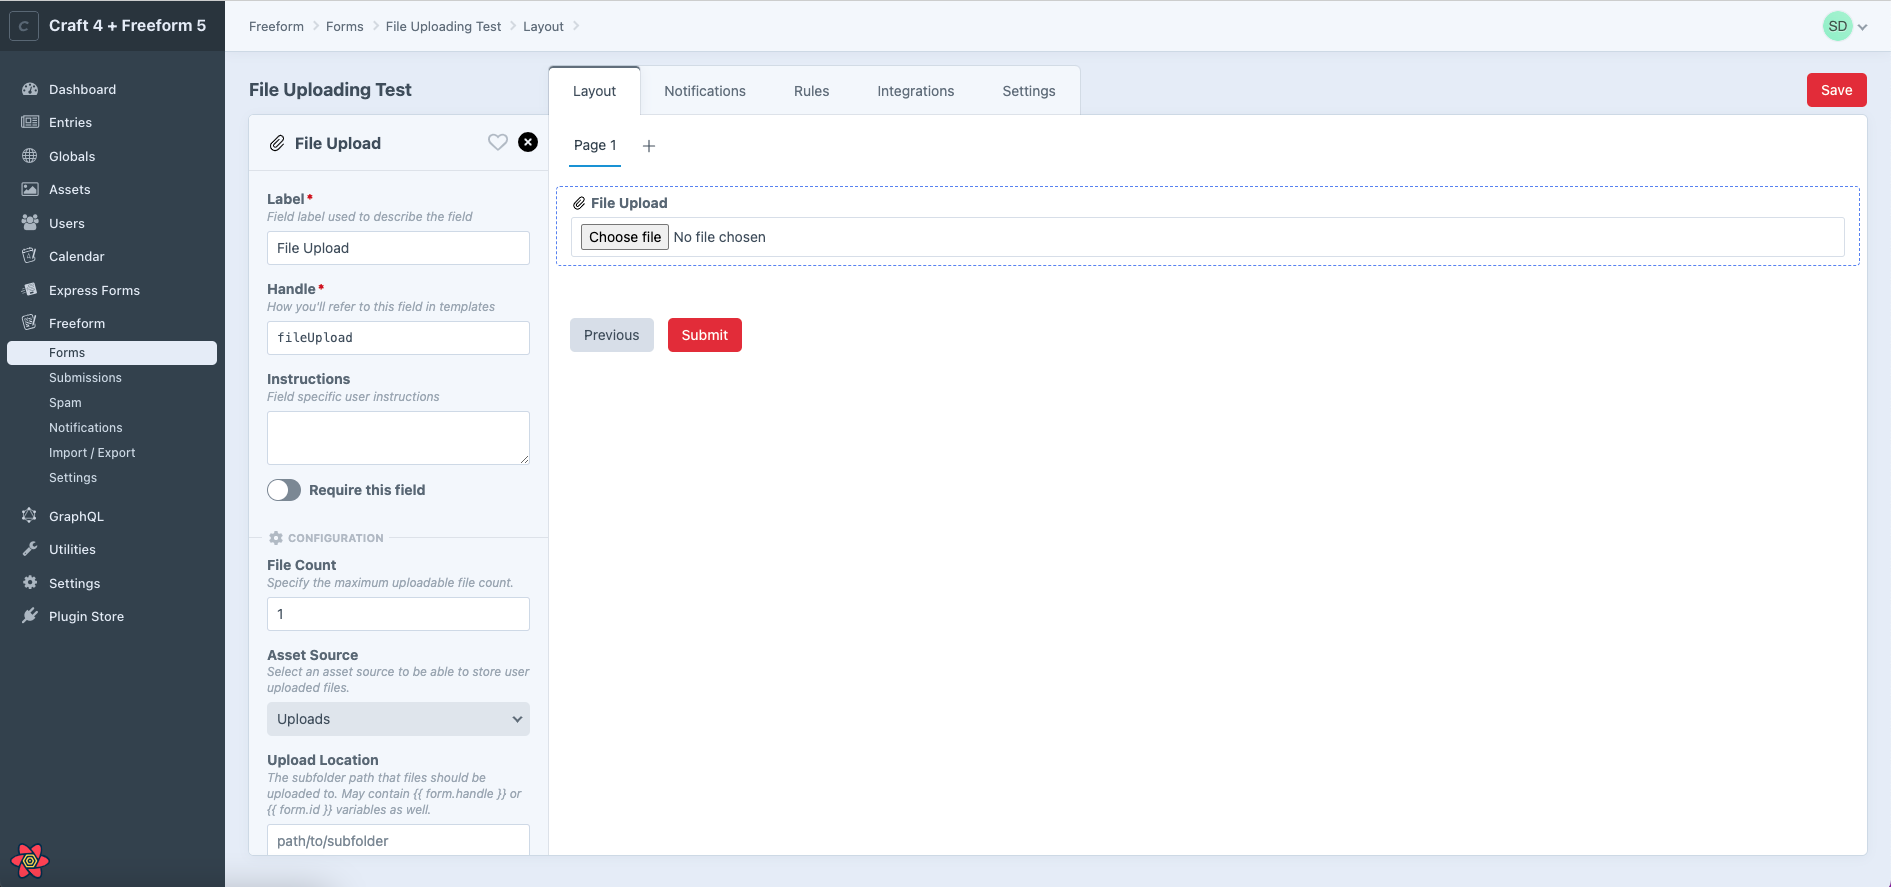 C
Craft 4 + Freeform 5
Freeform
Forms
File Uploading Test
Layout
SD
Dashboard
Entries
Globals
Assets
Users
Calendar
Express Forms
Freeform
Forms
Submissions
Spam
Notifications
Import / Export
Settings
GraphQL
Utilities
Settings
Plugin Store
File Uploading Test
Layout
Notifications
Rules
Integrations
Settings
Save
File Upload
Label*
Field label used to describe the field
File Upload
Handle*
How you'll refer to this field in templates
fileUpload
Instructions
Field specific user instructions
Require this field
CONFIGURATION
File Count
Specify the maximum uploadable file count.
1
Asset Source
Select an asset source to be able to store user
uploaded files.
Uploads
Upload Location
The subfolder path that files should be
uploaded to. May contain {{ form.handle }} or
{{ form.id }} variables as well.
path/to/subfolder
Page 1
File Upload
Choose file No file chosen
Previous
Submit